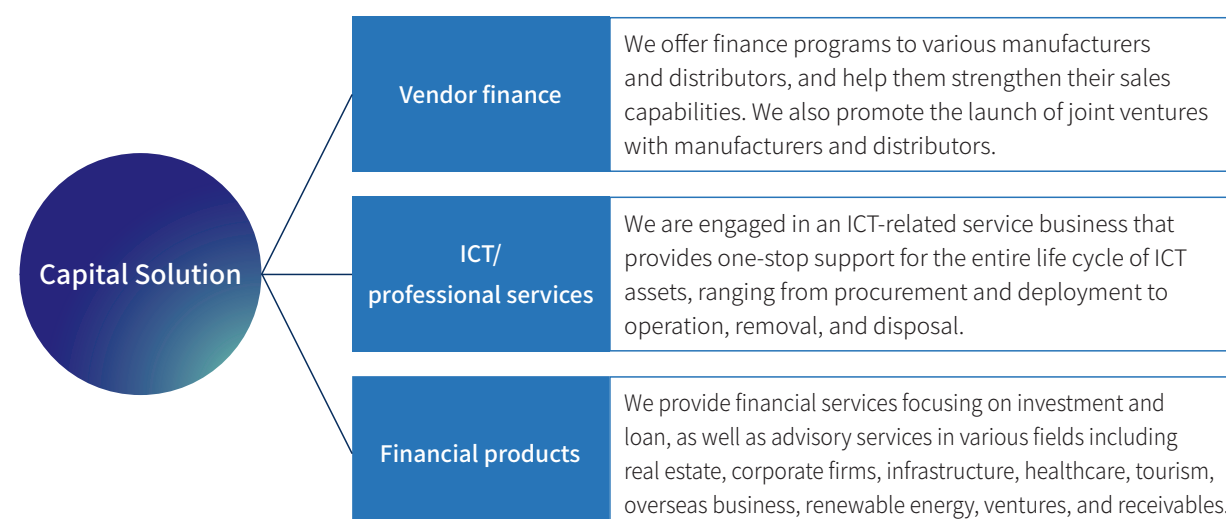 Capital Solution
Vendor finance
We offer finance programs to various manufacturers
and distributors, and help them strengthen their sales
capabilities. We also promote the launch of joint ventures
with manufacturers and distributors.
ICT/
professional services
We are engaged in an ICT-related service business that
provides one-stop support for the entire life cycle of ICT
assets, ranging from procurement and deployment to
operation, removal, and disposal.
Financial products
We provide financial services focusing on investment and
loan, as well as advisory services in various fields including
real estate, corporate firms, infrastructure, healthcare, tourism,
overseas business, renewable energy, ventures, and receivables.